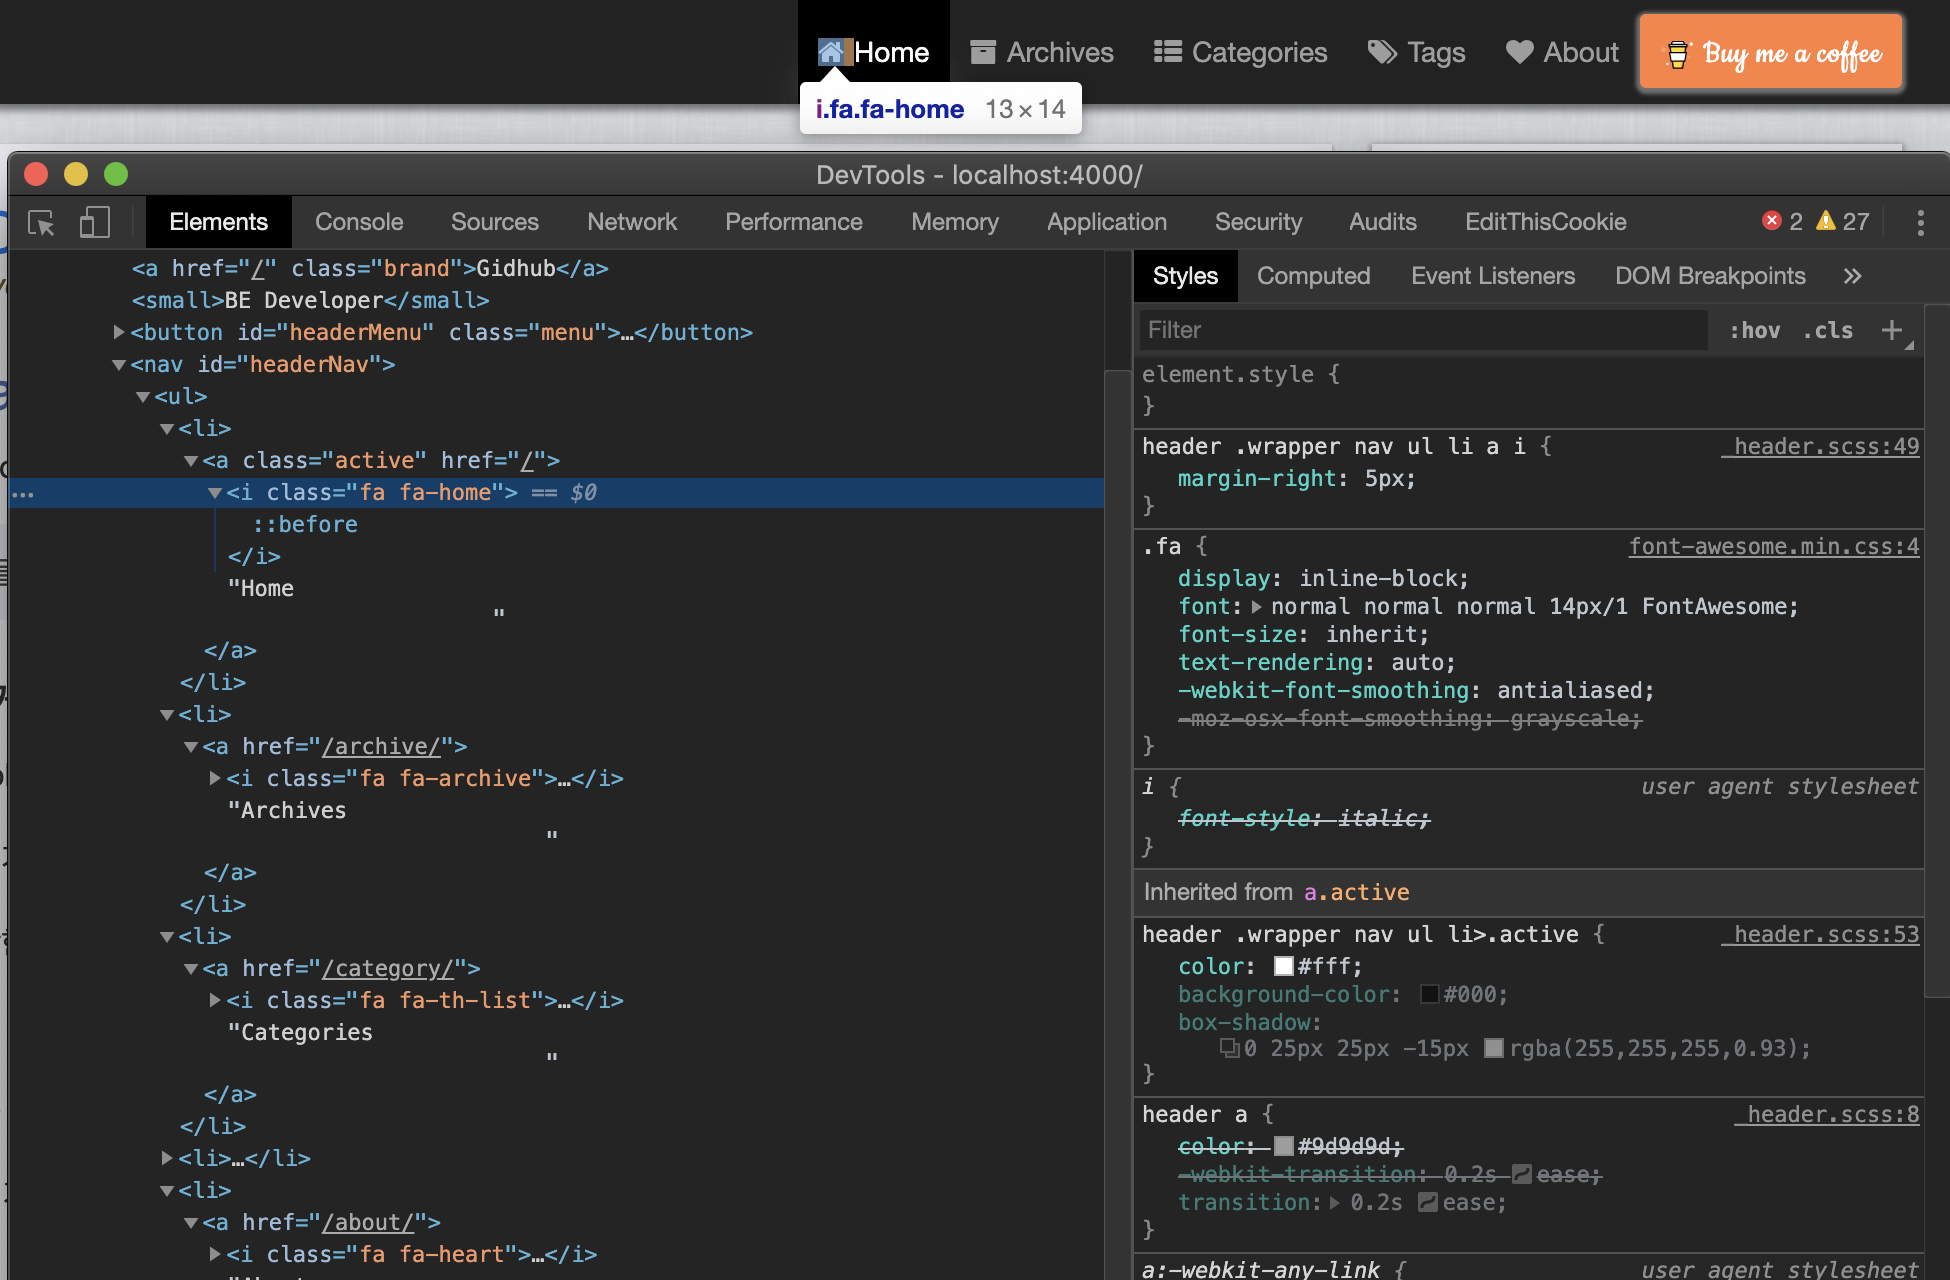 Home Archives Categories Tags About Buy me a coffee
i.fa.fa-home 13×14
DevTools - localhost:4000/
Elements Console Sources Network Performance Memory Application Security Audits EditThisCookie 2 27
<a href="/" class="brand">Gidhub</a>
<small>BE Developer</small>
<button id="headerMenu" class="menu">…</button>
<nav id="headerNav">
<ul>
<li>
<a class="active" href="/">
<i class="fa fa-home"> == $0
::before
</i>
"Home
"
</a>
</li>
<li>
<a href="/archive/">
<i class="fa fa-archive">…</i>
"Archives
"
</a>
</li>
<li>
<a href="/category/">
<i class="fa fa-th-list">…</i>
"Categories
"
</a>
</li>
<li>…</li>
<li>
<a href="/about/">
<i class="fa fa-heart">…</i>
Styles Computed Event Listeners DOM Breakpoints »
Filter :hov .cls +
element.style {
}
header .wrapper nav ul li a i { _header.scss:49
margin-right: 5px;
}
.fa { font-awesome.min.css:4
display: inline-block;
font: normal normal normal 14px/1 FontAwesome;
font-size: inherit;
text-rendering: auto;
-webkit-font-smoothing: antialiased;
-moz-osx-font-smoothing: grayscale;
}
i { user agent stylesheet
font-style: italic;
}
Inherited from a.active
header .wrapper nav ul li>.active { _header.scss:53
color: #fff;
background-color: #000;
box-shadow:
0 25px 25px -15px rgba(255,255,255,0.93);
}
header a { _header.scss:8
color: #9d9d9d;
-webkit-transition: 0.2s ease;
transition: 0.2s ease;
}
a:-webkit-any-link { user agent stylesheet